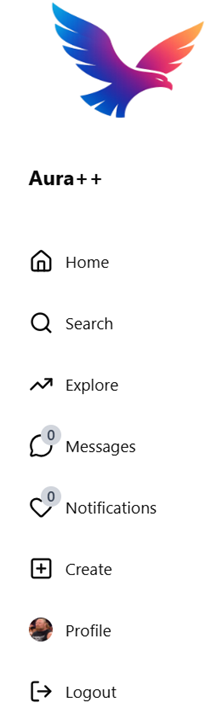 Aura++
Home
Search
Explore
0
Messages
0
Notifications
Create
Profile
Logout